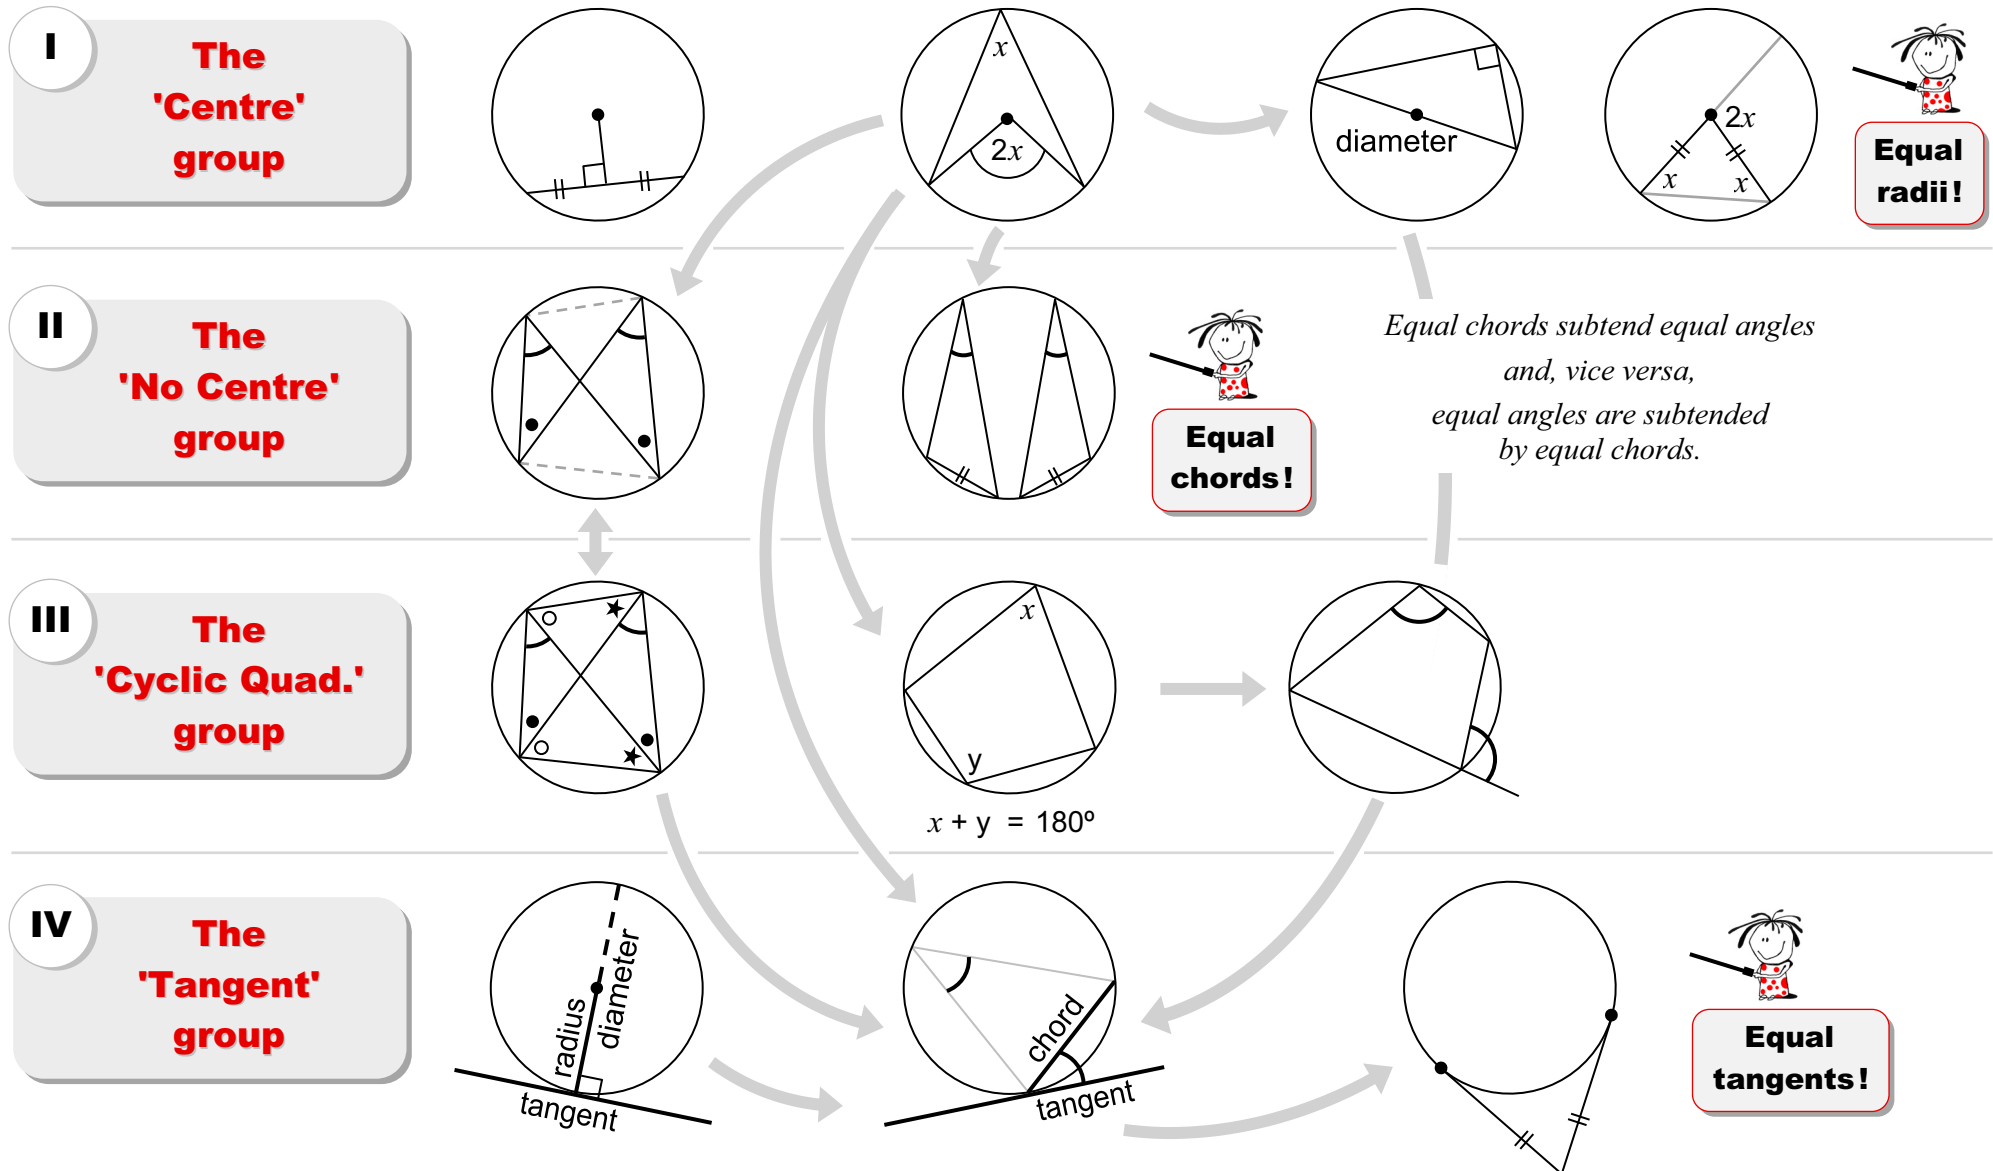 I
The
'Centre'
group
x
2x
diameter
2x
x
x
Equal
radii!
II
The
'No Centre'
group
Equal
chords!
Equal chords subtend equal angles
and, vice versa,
equal angles are subtended
by equal chords.
III
The
'Cyclic Quad.'
group
x
y
x + y = 180º
IV
The
'Tangent'
group
radius
diameter
tangent
chord
tangent
Equal
tangents!